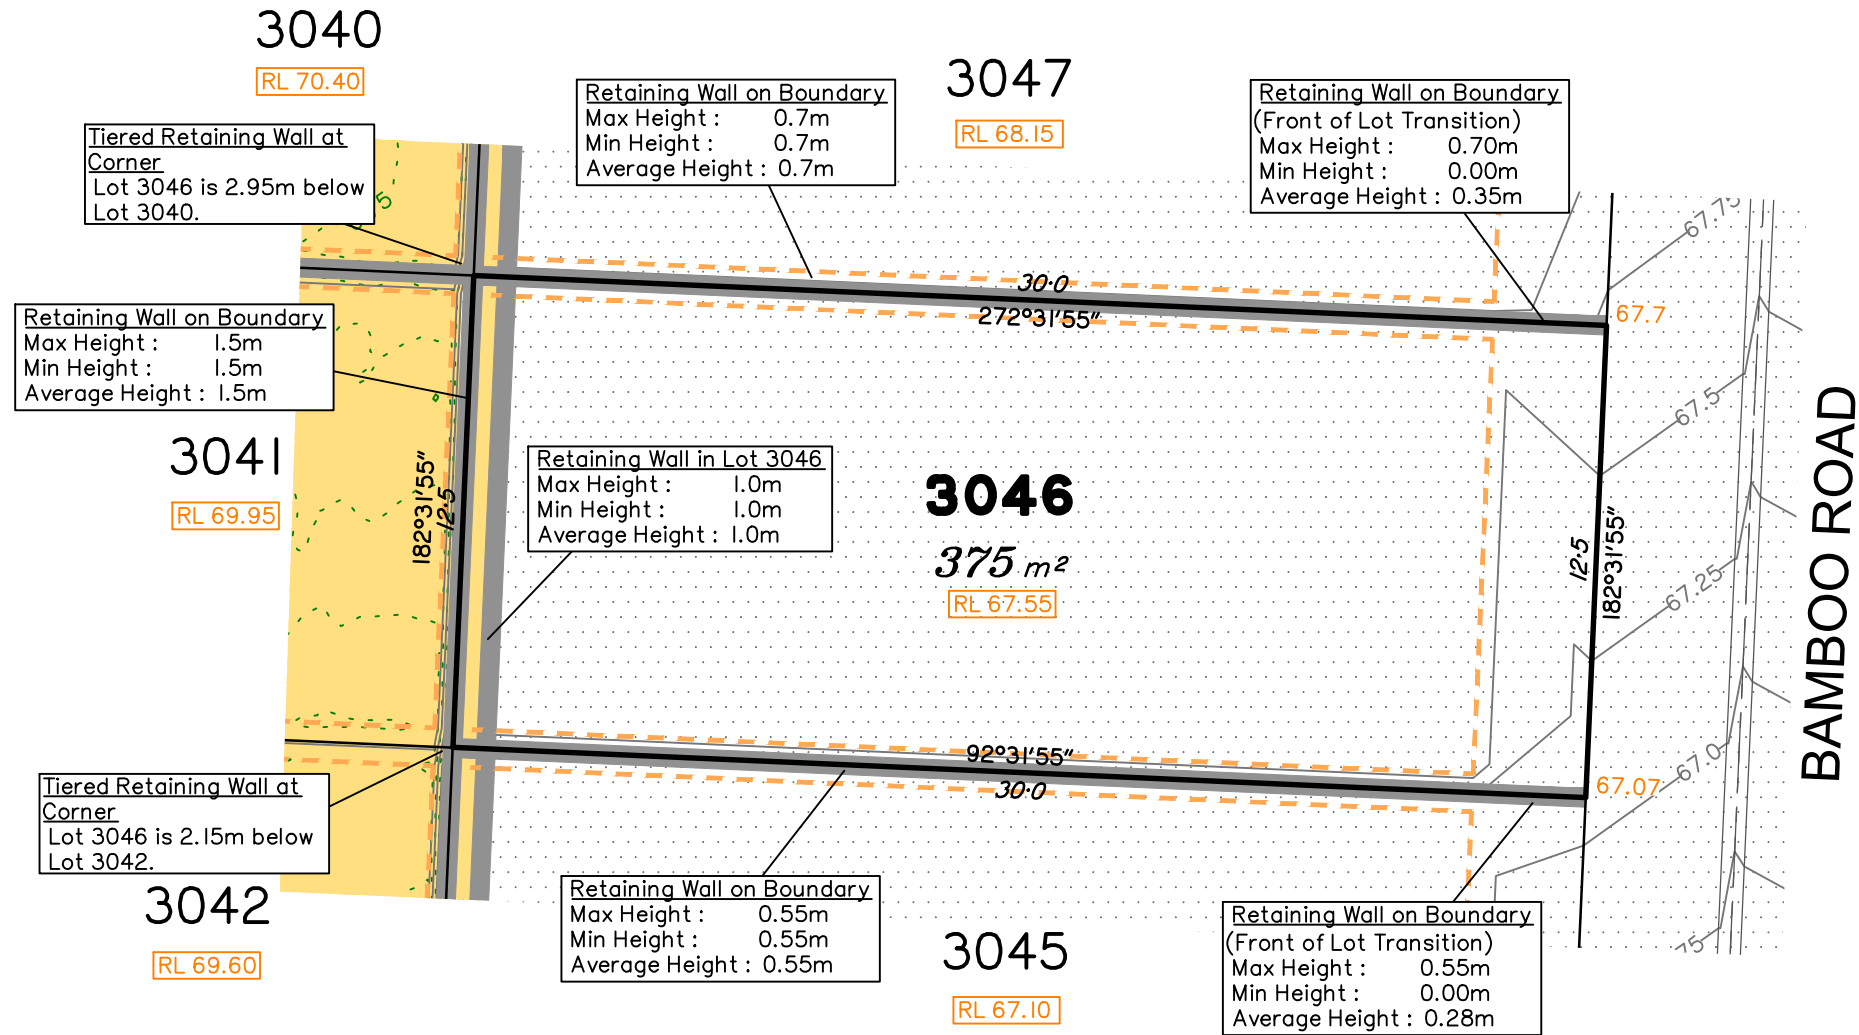 3040
RL 70.40
Tiered Retaining Wall at
Corner
Lot 3046 is 2.95m below
Lot 3040.
5
Retaining Wall on Boundary
Max Height : 0.7m
Min Height : 0.7m
Average Height : 0.7m
3047
RL 68.15
Retaining Wall on Boundary
(Front of Lot Transition)
Max Height : 0.70m
Min Height : 0.00m
Average Height : 0.35m
67.75
30·0
272°31'55"
67.7
Retaining Wall on Boundary
Max Height : 1.5m
Min Height : 1.5m
Average Height : 1.5m
3041
RL 69.95
182°31'55"
12·5
Retaining Wall in Lot 3046
Max Height : 1.0m
Min Height : 1.0m
Average Height : 1.0m
3046
375 m²
RL 67.55
67.5
12·5
182°31'55"
67.25
BAMBOO ROAD
67.0
67.07
92°31'55"
30·0
Tiered Retaining Wall at
Corner
Lot 3046 is 2.15m below
Lot 3042.
3042
RL 69.60
Retaining Wall on Boundary
Max Height : 0.55m
Min Height : 0.55m
Average Height : 0.55m
3045
RL 67.10
Retaining Wall on Boundary
(Front of Lot Transition)
Max Height : 0.55m
Min Height : 0.00m
Average Height : 0.28m
75